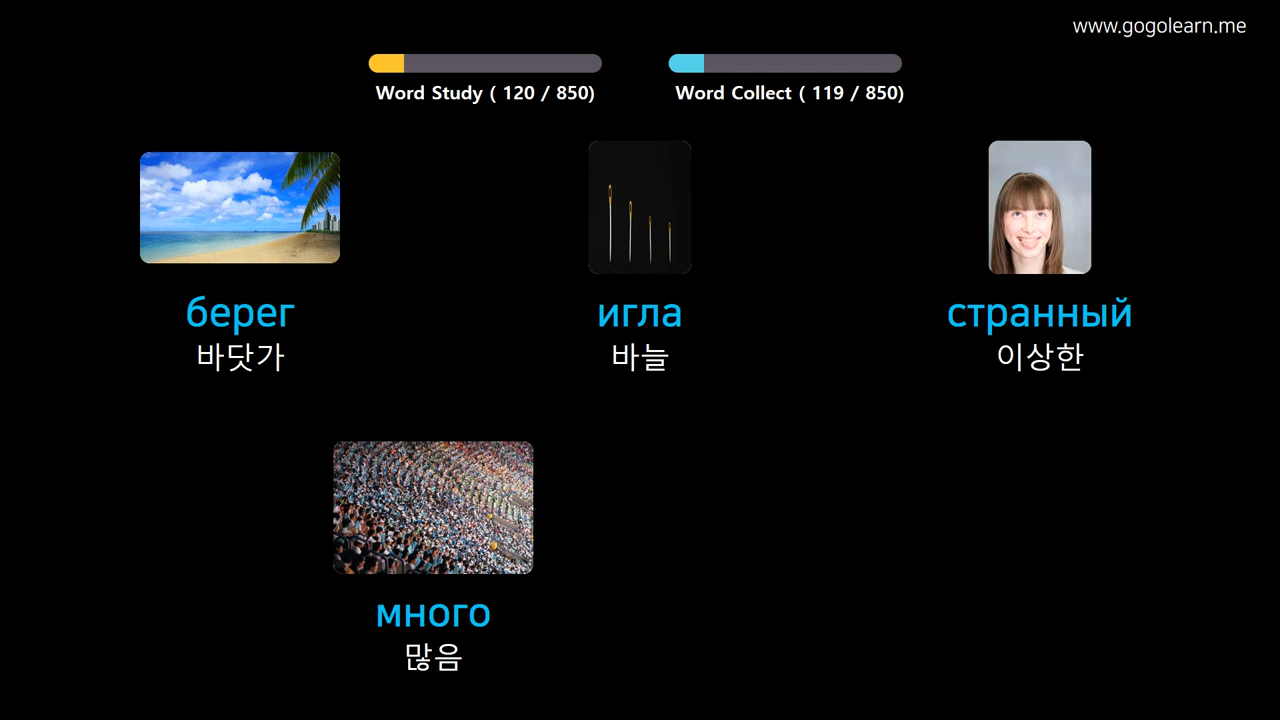 www.gogolearn.me
Word Study ( 120 / 850)
Word Collect ( 119 / 850)
берег
바닷가
игла
바늘
странный
이상한
много
많음